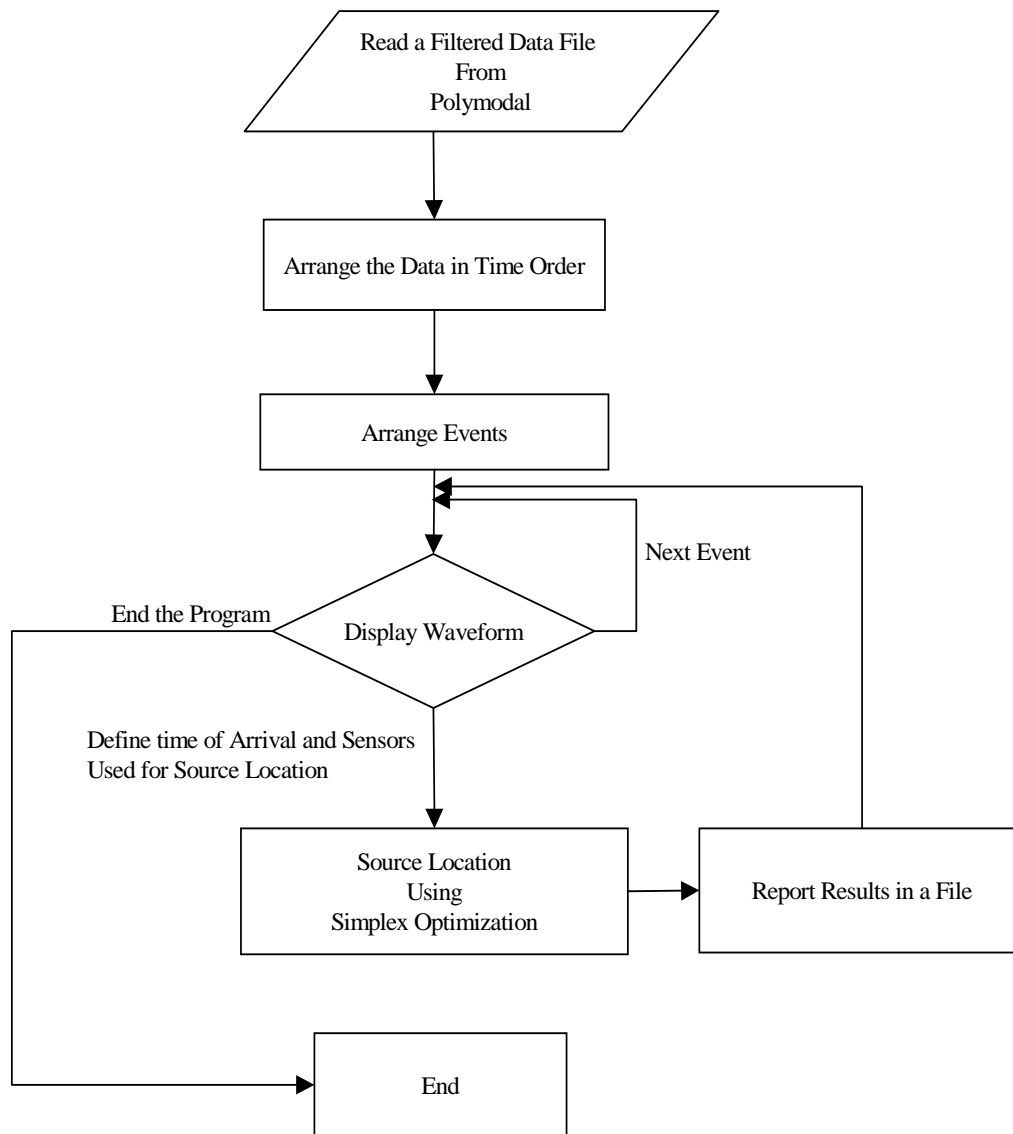 Read a Filtered Data File
From
Polymodal
Arrange the Data in Time Order
Arrange Events
Next Event
End the Program
Display Waveform
Define time of Arrival and Sensors
Used for Source Location
Source Location
Using
Simplex Optimization
Report Results in a File
End